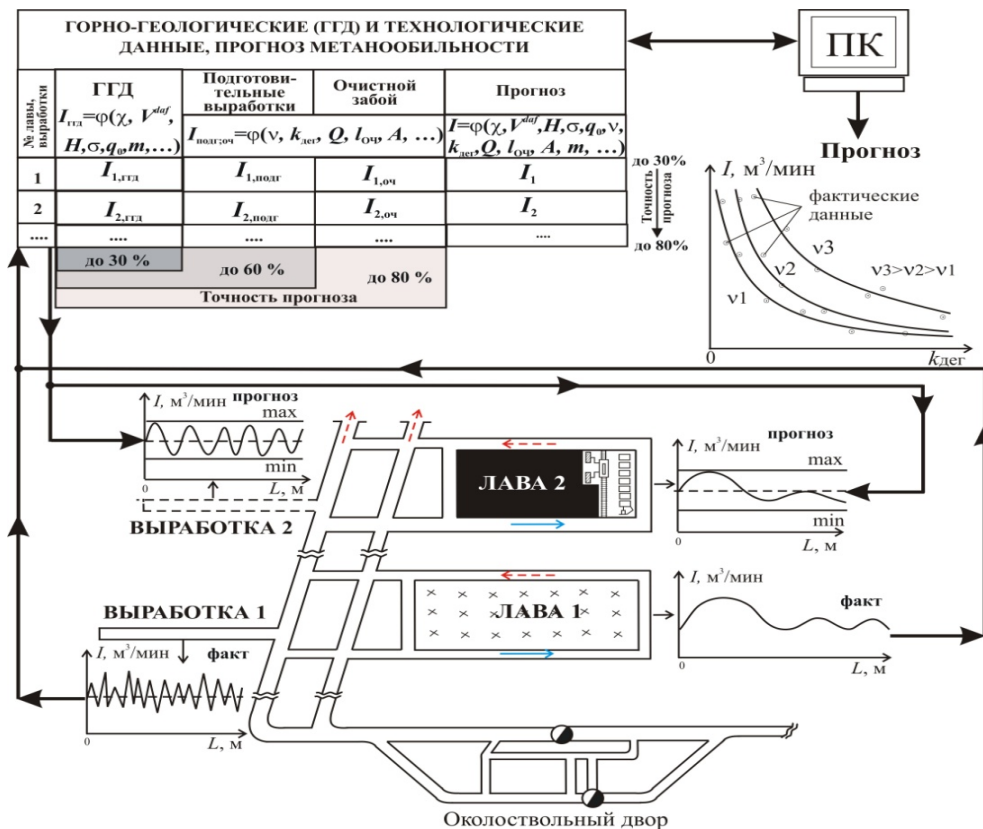 ГОРНО-ГЕОЛОГИЧЕСКИЕ (ГГД) И ТЕХНОЛОГИЧЕСКИЕ
ДАННЫЕ, ПРОГНОЗ МЕТАНООБИЛЬНОСТИ
ПК
№ лавы,
выработки
ГГД
Iггд=φ(χ, Vdaf,
H,σ,q0,m,…)
Подготови-
тельные
выработки
Очистной
забой
Iподг;оч=φ(ν, kдег, Q, lОЧ, A, …)
Прогноз
I=φ(χ,Vdaf,H,σ,q0,ν,
kдег,Q, lОЧ, A, m, …)
1
I1,ггд
I1,подг
I1,оч
I1
2
I2,ггд
I2,подг
I2,оч
I2
....
....
....
....
....
до 30 %
до 60 %
до 80 %
Точность прогноза
до 30%
Точность
прогноза
до 80%
Прогноз
I, м³/мин
фактические
данные
ν3
ν2
ν1
ν3>ν2>ν1
0
kдег
I, м³/мин
прогноз
max
min
0
L, м
ВЫРАБОТКА 2
ЛАВА 2
I, м³/мин
прогноз
max
min
0
L, м
ВЫРАБОТКА 1
I, м³/мин
факт
0
L, м
ЛАВА 1
I, м³/мин
факт
0
L, м
Околоствольный двор